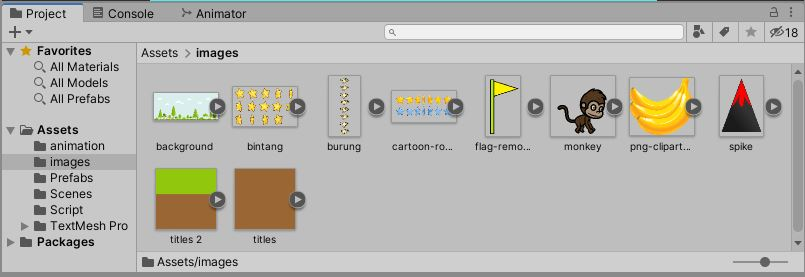 Project Console Animator
18
Favorites
All Materials
All Models
All Prefabs
Assets
animation
images
Prefabs
Scenes
Script
TextMesh Pro
Packages
Assets > images
background bintang burung cartoon-ro... flag-remo... monkey png-clipart... spike
titles 2 titles
Assets/images